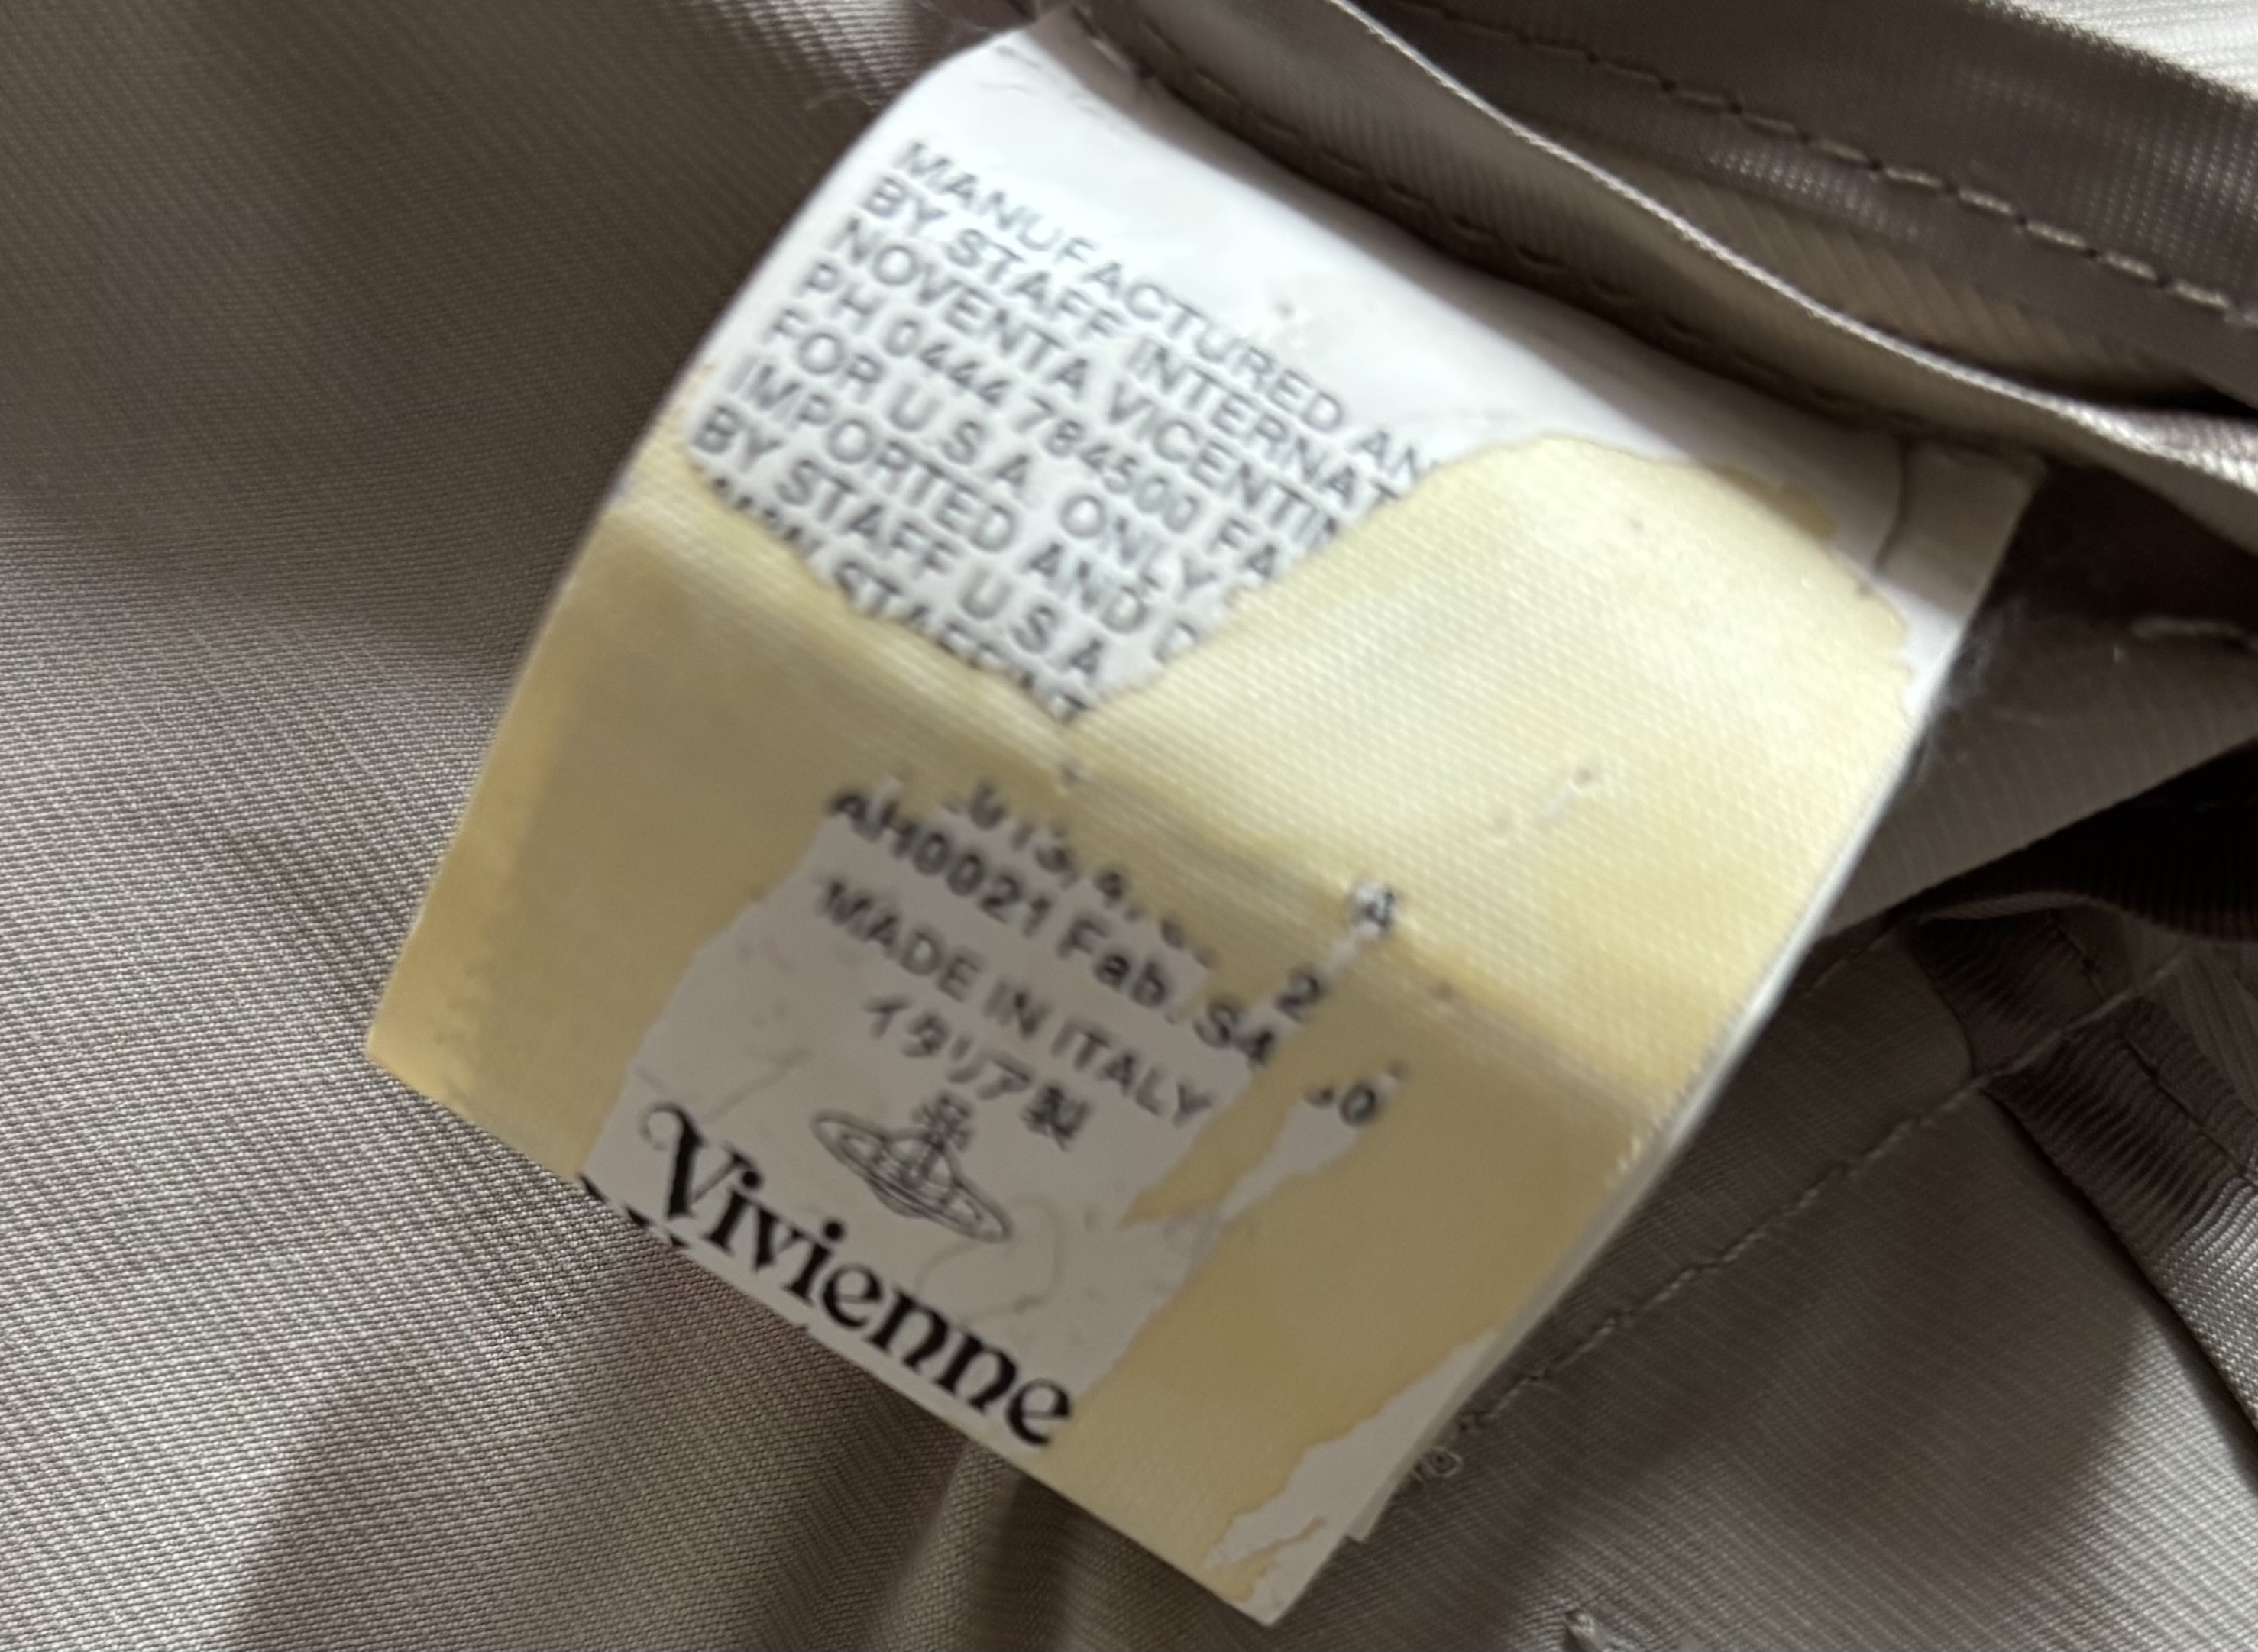 MANUFACTURED AN
BY STAFF INTERNAT
NOVENTA VICENTIN
PH 0444 784500 FA
FOR U.S.A. ONLY
IMPORTED AND D
BY STAFF U S A
STAFF
AH0021 Fab. S4
MADE IN ITALY
イタリア製
Vivienne